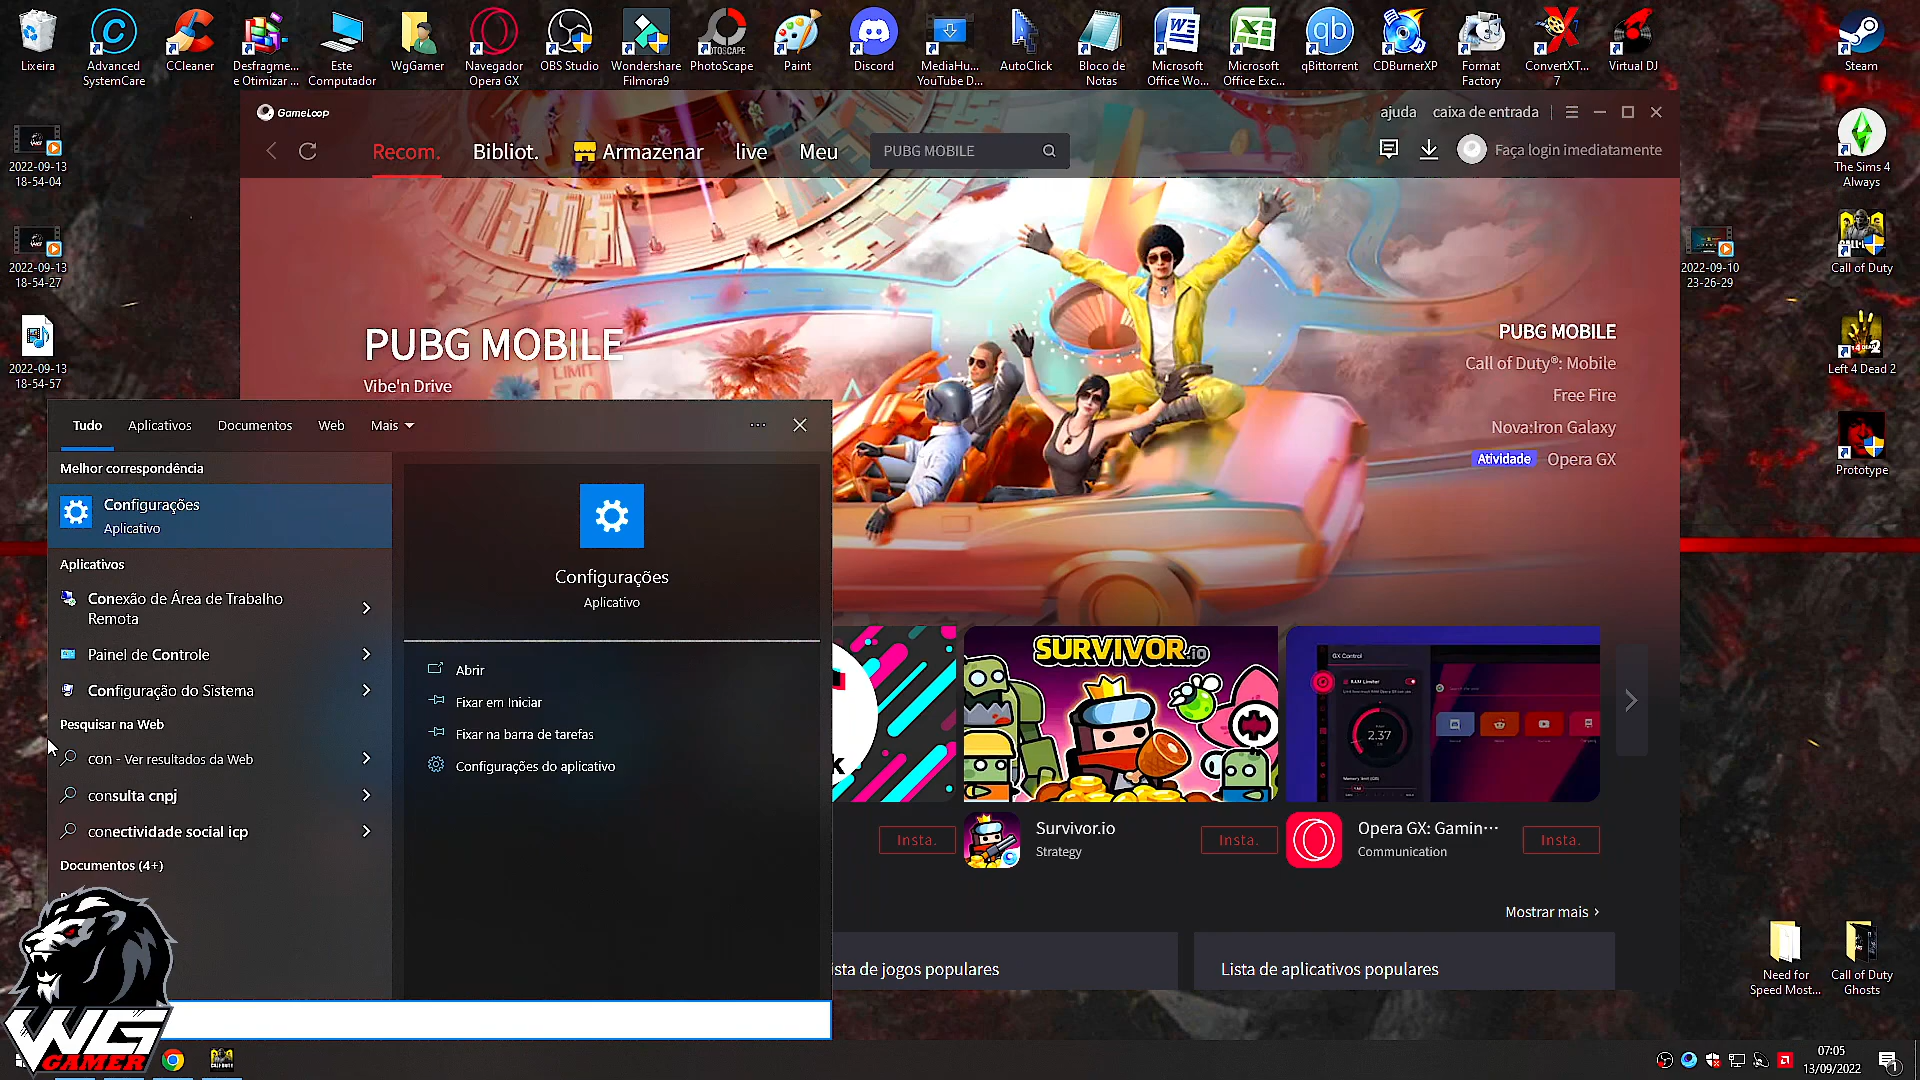 Lixeira
Advanced
SystemCare
CCleaner
Desfragme...
e Otimizar ...
Este
Computador
WgGamer
Navegador
Opera GX
OBS Studio
Wondershare
Filmora9
PHOTOSCAPE
PhotoScape
Paint
Discord
MediaHu...
YouTube D...
AutoClick
Bloco de
Notas
Microsoft
Office Wo...
Microsoft
Office Exc...
qb
qBittorrent
CDBurnerXP
Format
Factory
ConvertXT...
7
Virtual DJ
Steam
GameLoop
ajuda
caixa de entrada
Recom.
Bibliot.
Armazenar
live
Meu
PUBG MOBILE
Faça login imediatamente
2022-09-13
18-54-04
2022-09-13
18-54-27
2022-09-13
18-54-57
2022-09-10
23-26-29
The Sims 4
Always
Call of Duty
Left 4 Dead 2
Prototype
PUBG MOBILE
Vibe'n Drive
LIMIT
PUBG MOBILE
Call of Duty®: Mobile
Free Fire
Nova:Iron Galaxy
Atividade
Opera GX
Tudo
Aplicativos
Documentos
Web
Mais
Melhor correspondência
Configurações
Aplicativo
Aplicativos
Conexão de Área de Trabalho
Remota
Painel de Controle
Configuração do Sistema
Pesquisar na Web
con - Ver resultados da Web
consulta cnpj
conectividade social icp
Documentos (4+)
Configurações
Aplicativo
Abrir
Fixar em Iniciar
Fixar na barra de tarefas
Configurações do aplicativo
SURVIVOR.io
GX Control
RAM Limiter
2.37
Insta.
Survivor.io
Strategy
Insta.
Opera GX: Gamin···
Communication
Insta.
Mostrar mais
ista de jogos populares
Lista de aplicativos populares
Need for
Speed Most...
Call of Duty
Ghosts
WG
GAMER
07:05
13/09/2022
1